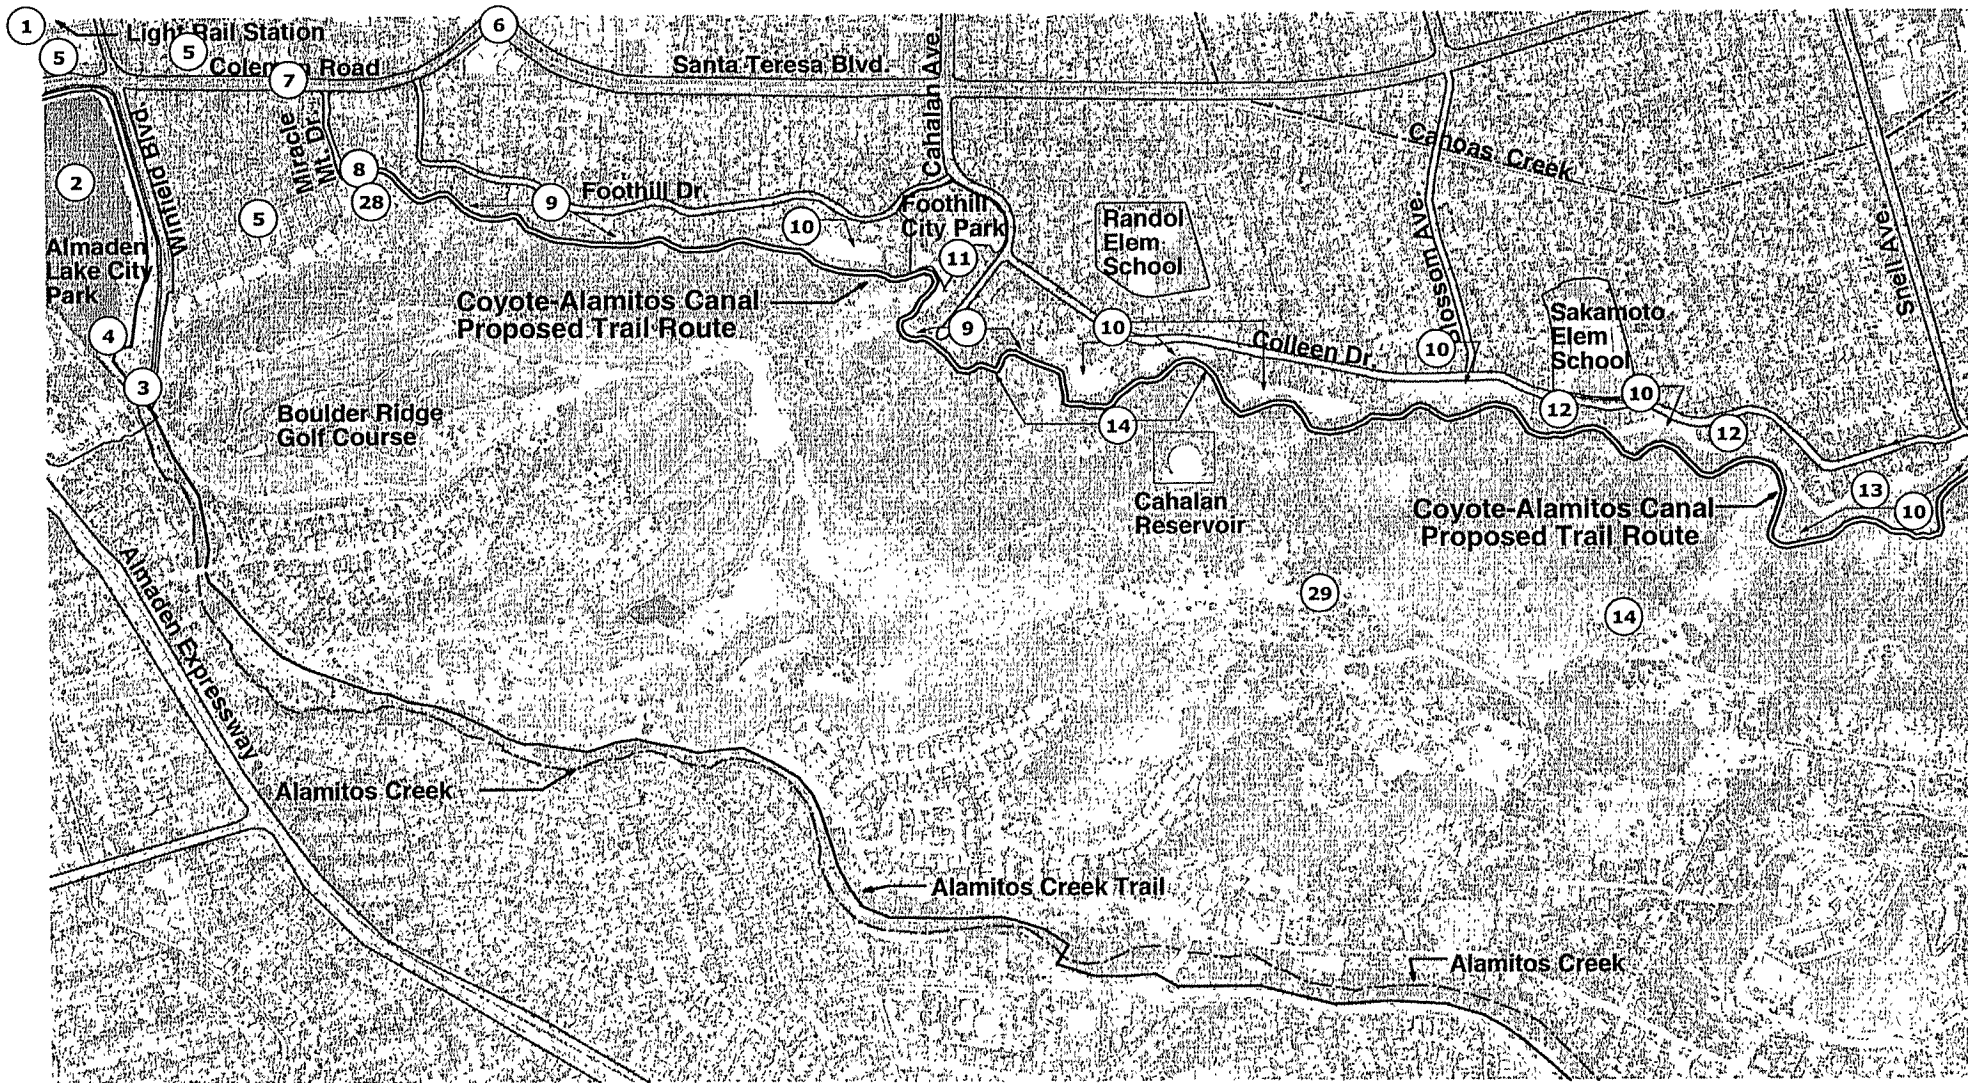 1
Light Rail Station
5
5
6
Coleman Road
7
Santa Teresa Blvd.
Cahalan Ave.
Winfield Blvd
Miracle
Mt. Dr.
Canoas Creek
2
8
28
9
Foothill Dr.
5
10
Foothill
City Park
11
Randol
Elem
School
Blossom Ave.
Snell Ave.
Almaden
Lake City
Park
4
3
Coyote-Alamitos Canal
Proposed Trail Route
9
10
Colleen Dr.
10
Sakamoto
Elem
School
10
12
12
14
Boulder Ridge
Golf Course
Cahalan
Reservoir
Coyote-Alamitos Canal
Proposed Trail Route
13
10
Almaden Expressway
29
14
Alamitos Creek
Alamitos Creek Trail
Alamitos Creek